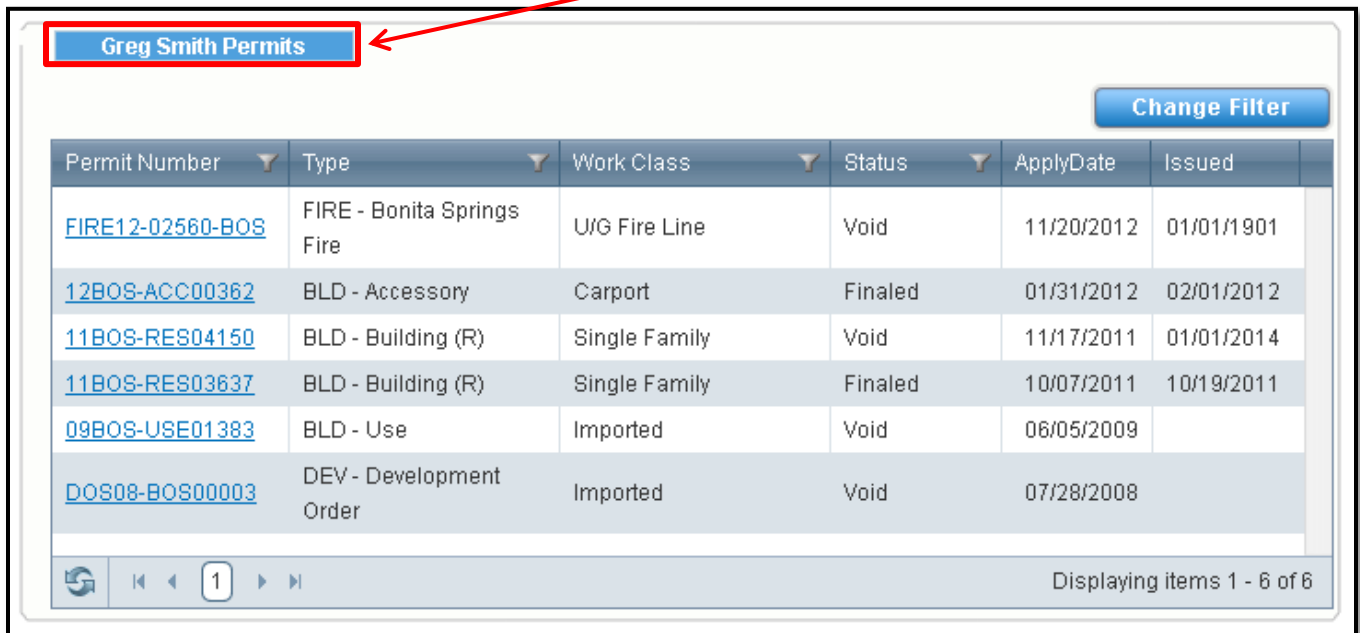 Greg Smith Permits
Change Filter
Permit Number Type Work Class Status ApplyDate Issued
FIRE12-02560-BOS FIRE - Bonita Springs Fire U/G Fire Line Void 11/20/2012 01/01/1901
12BOS-ACC00362 BLD - Accessory Carport Finaled 01/31/2012 02/01/2012
11BOS-RES04150 BLD - Building (R) Single Family Void 11/17/2011 01/01/2014
11BOS-RES03637 BLD - Building (R) Single Family Finaled 10/07/2011 10/19/2011
09BOS-USE01383 BLD - Use Imported Void 06/05/2009
DOS08-BOS00003 DEV - Development Order Imported Void 07/28/2008
1 Displaying items 1 - 6 of 6